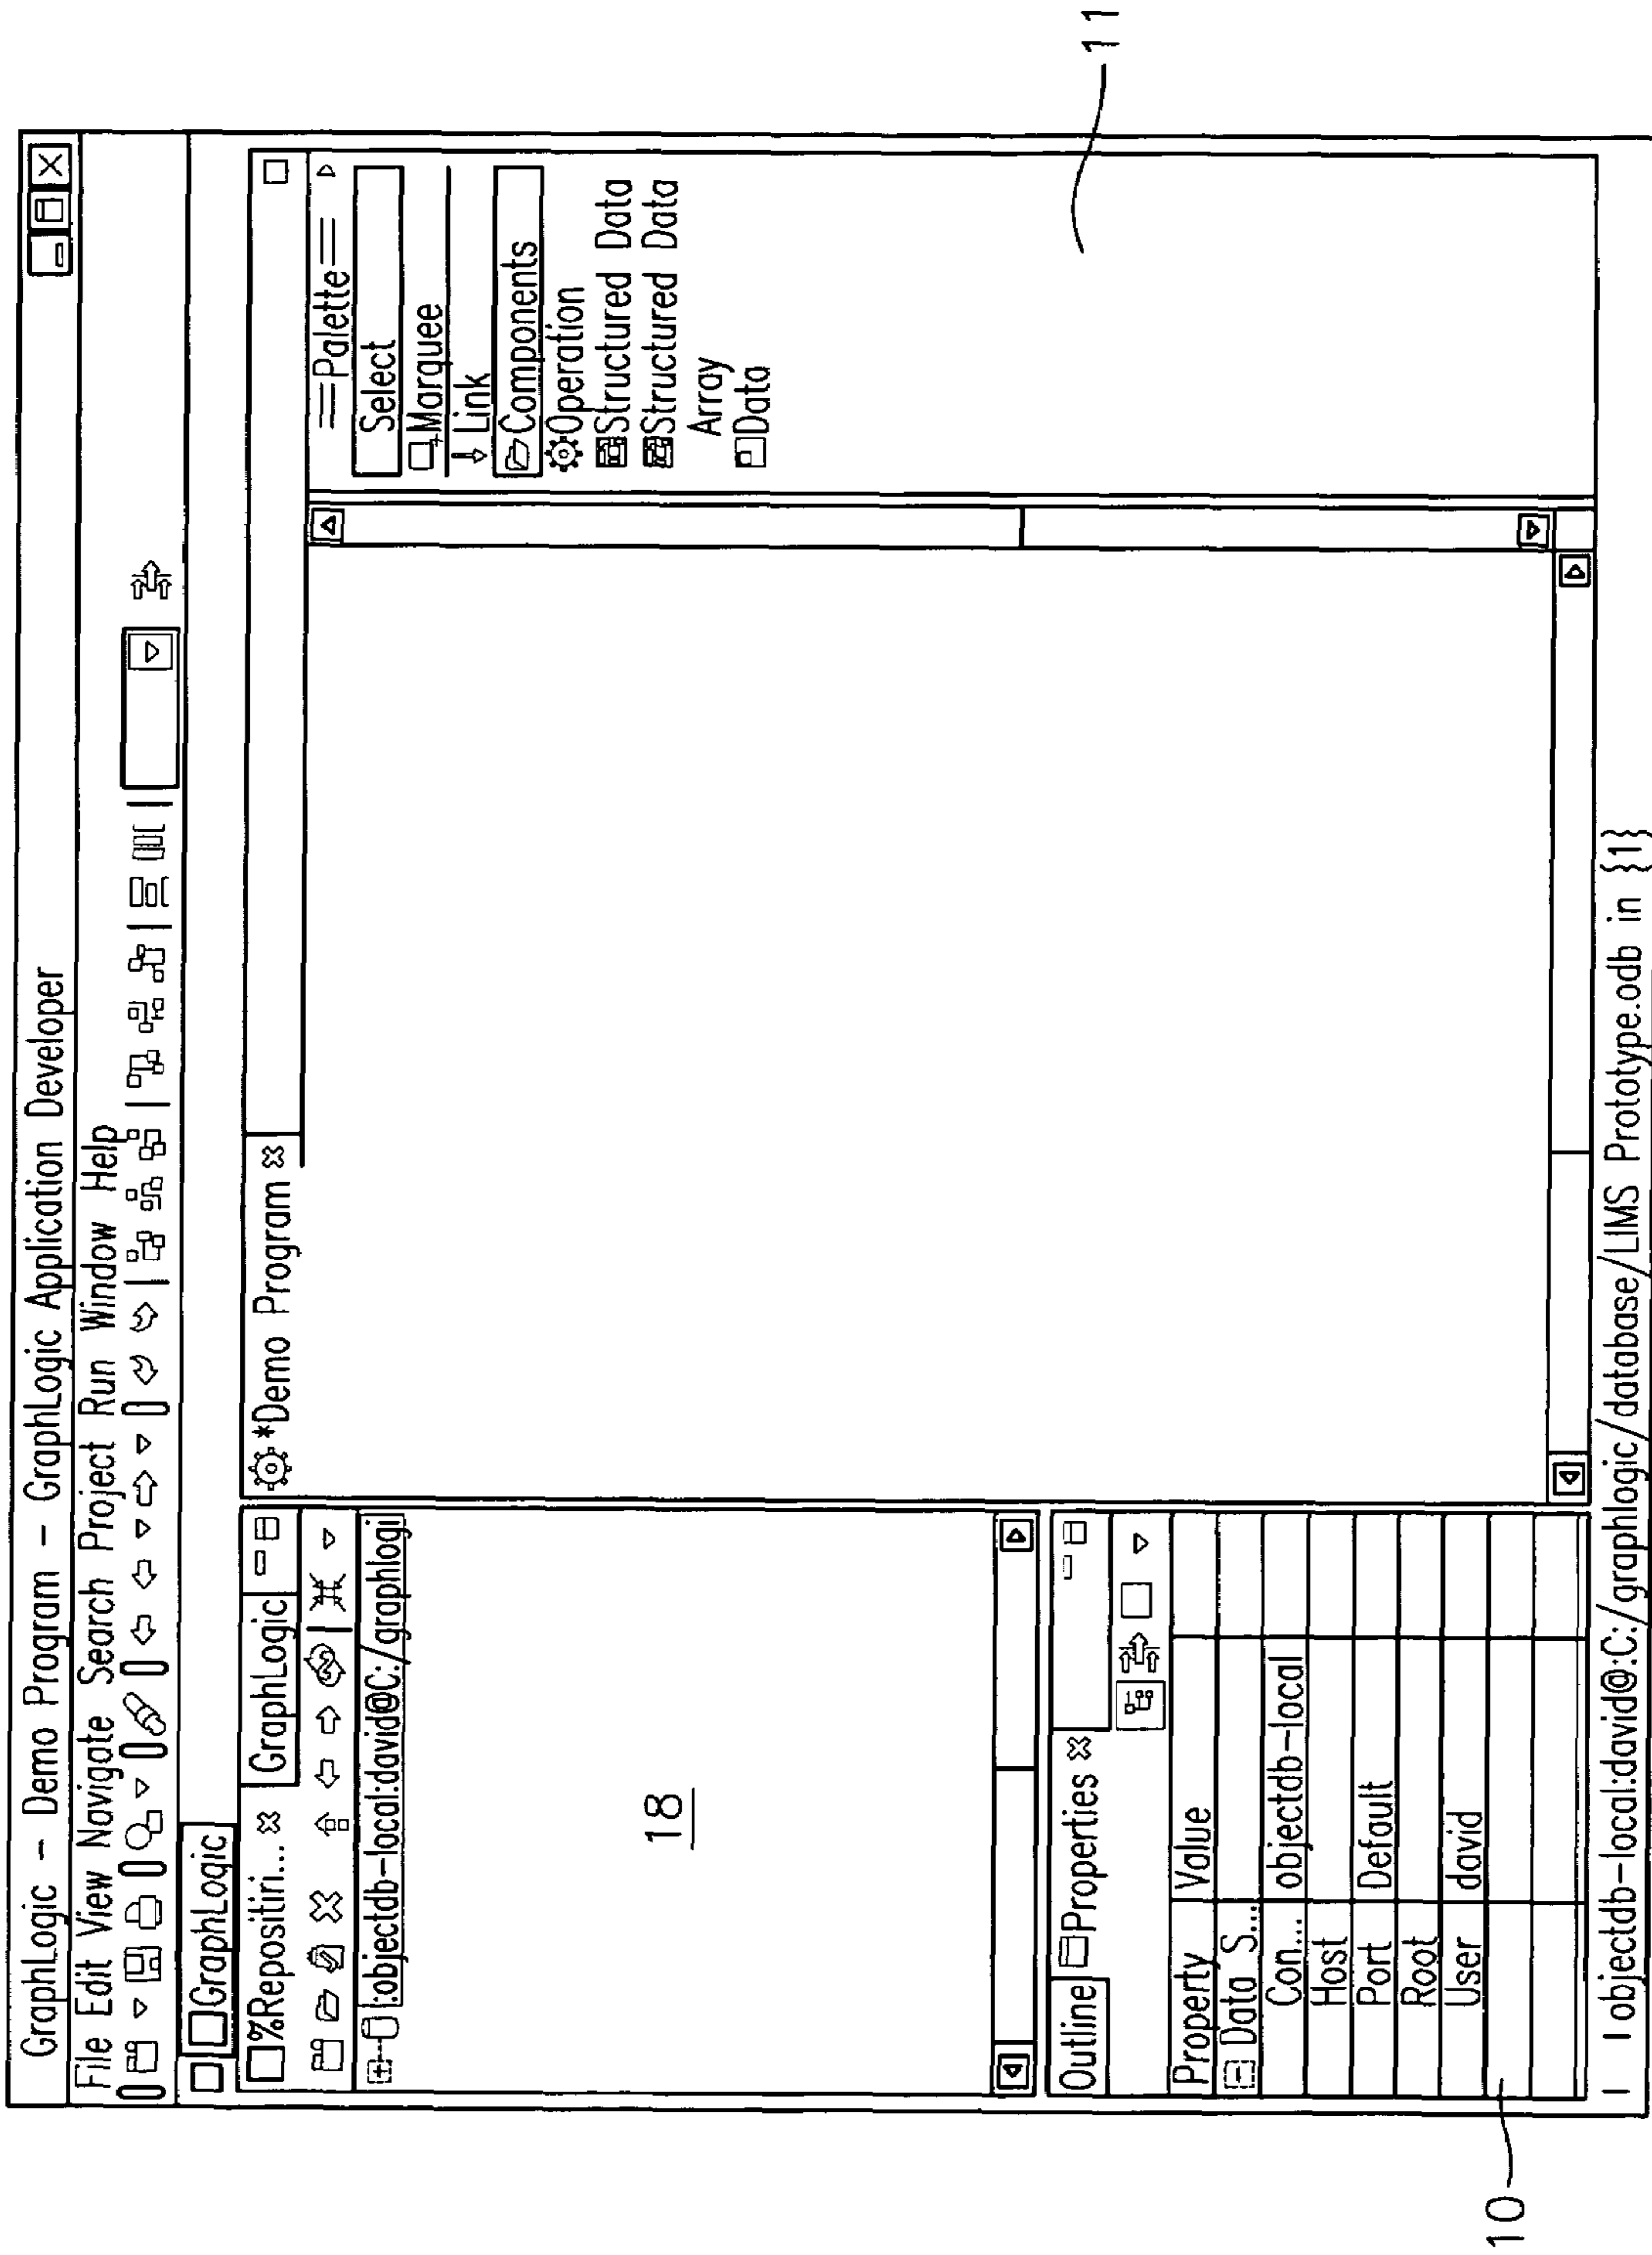 GraphLogic - Demo Program - GraphLogic Application Developer
File Edit View Navigate Search Project Run Window Help
GraphLogic
%Repositiri... GraphLogic
:objectdb-local:david@C:/graphlogi
18
Outline Properties
Property Value
Data S...
Con... objectdb-local
Host
Port Default
Root
User david
*Demo Program
Palette
Select
Marquee
Link
Components
Operation
Structured Data
Structured Data
Array
Data
objectdb-local:david@:C:/graphlogic/database/LIMS Prototype.odb in {1}
10
11